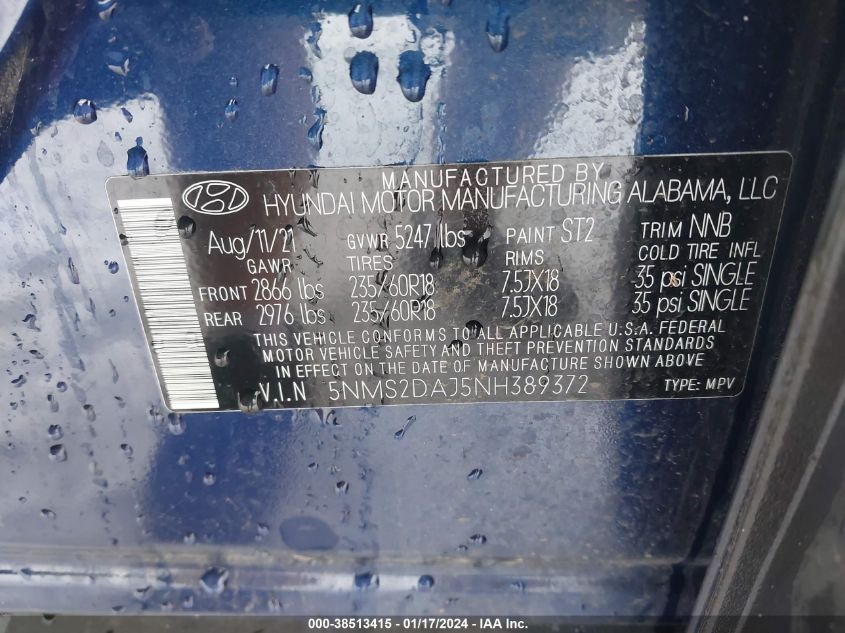 MANUFACTURED BY
HYUNDAI MOTOR MANUFACTURING ALABAMA, LLC
Aug/11/21 GVWR 5247 lbs PAINT ST2 TRIM NNB
GAWR TIRES RIMS COLD TIRE INFL
FRONT 2866 lbs 235/60R18 7.5JX18 35 psi SINGLE
REAR 2976 lbs 235/60R18 7.5JX18 35 psi SINGLE
THIS VEHICLE CONFORMS TO ALL APPLICABLE U.S.A. FEDERAL
MOTOR VEHICLE SAFETY AND THEFT PREVENTION STANDARDS
IN EFFECT ON THE DATE OF MANUFACTURE SHOWN ABOVE
V.I.N 5NMS2DAJ5NH389372 TYPE: MPV
000-38513415 - 01/17/2024 - IAA Inc.